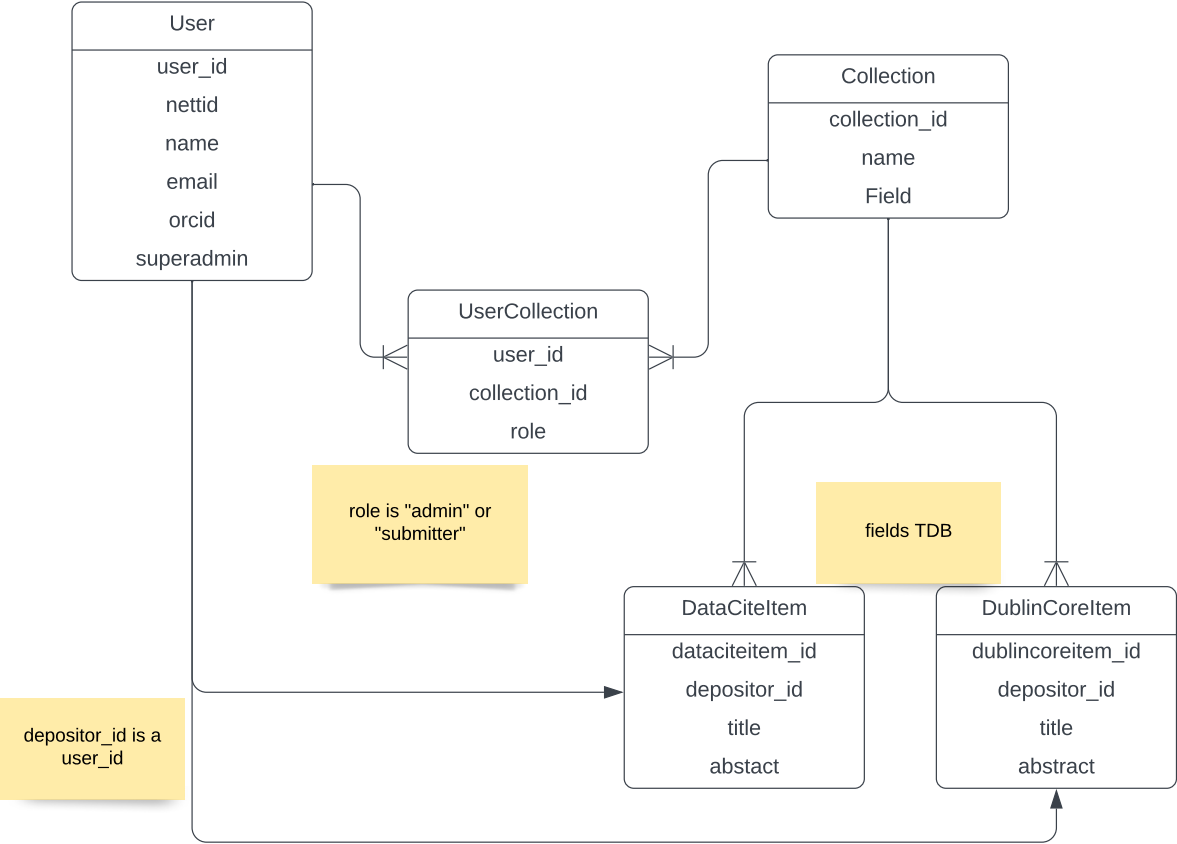 User
user_id
nettid
name
email
orcid
superadmin
Collection
collection_id
name
Field
UserCollection
user_id
collection_id
role
role is "admin" or
"submitter"
fields TDB
DataCiteItem
dataciteitem_id
depositor_id
title
abstact
DublinCoreItem
dublincoreitem_id
depositor_id
title
abstract
depositor_id is a
user_id